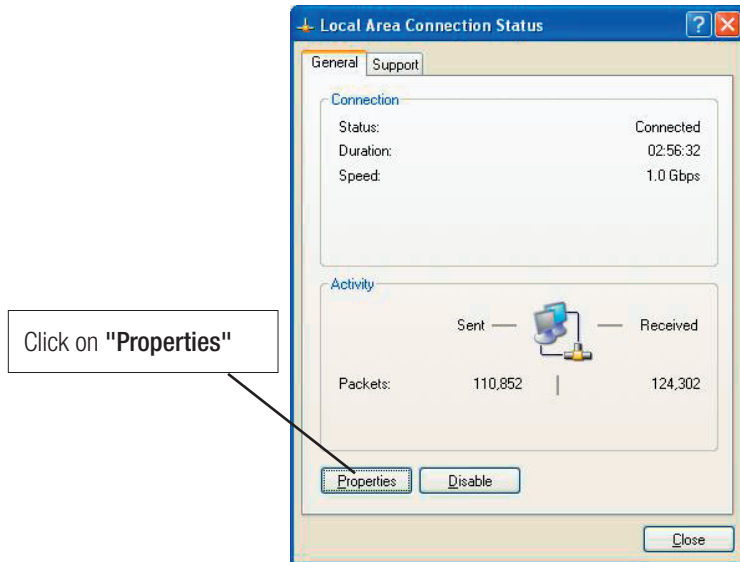 Local Area Connection Status
General Support
Connection
Status: Connected
Duration: 02:56:32
Speed: 1.0 Gbps
Activity
Sent — — Received
Packets: 110,852 | 124,302
Click on "Properties"
Properties Disable
Close